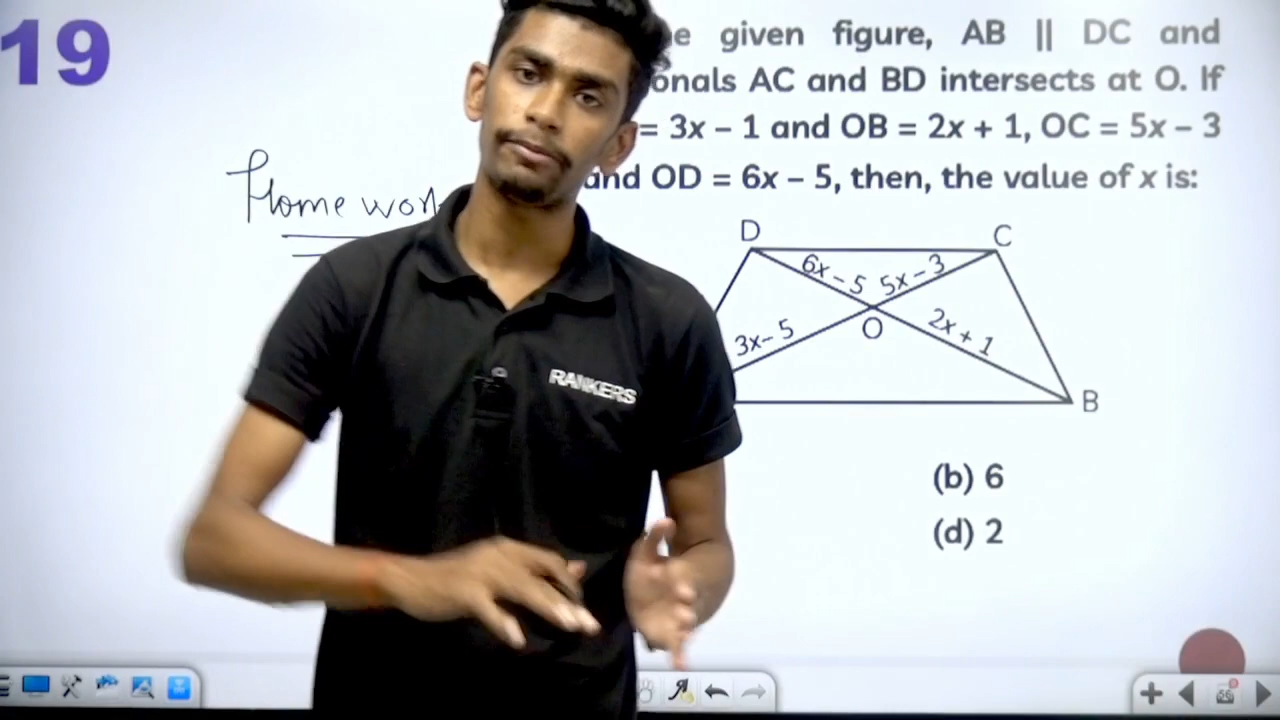 19
given figure, AB || DC and
AC and BD intersects at O. If
= 3x – 1 and OB = 2x + 1, OC = 5x – 3
and OD = 6x – 5, then, the value of x is:
Home
D
C
6x – 5
5x – 3
3x – 5
O
2x + 1
B
RANKERS
(b) 6
(d) 2
56